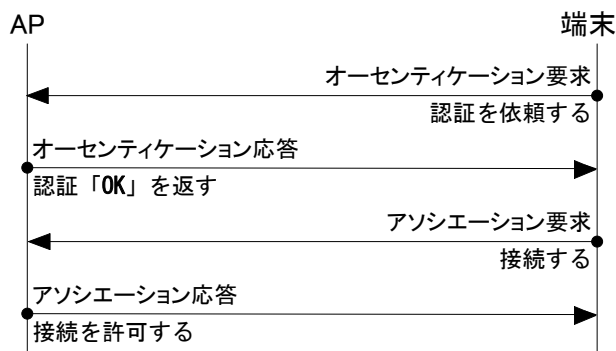 AP
端末
オーセンティケーション要求
認証を依頼する
オーセンティケーション応答
認証「OK」を返す
アソシエーション要求
接続する
アソシエーション応答
接続を許可する